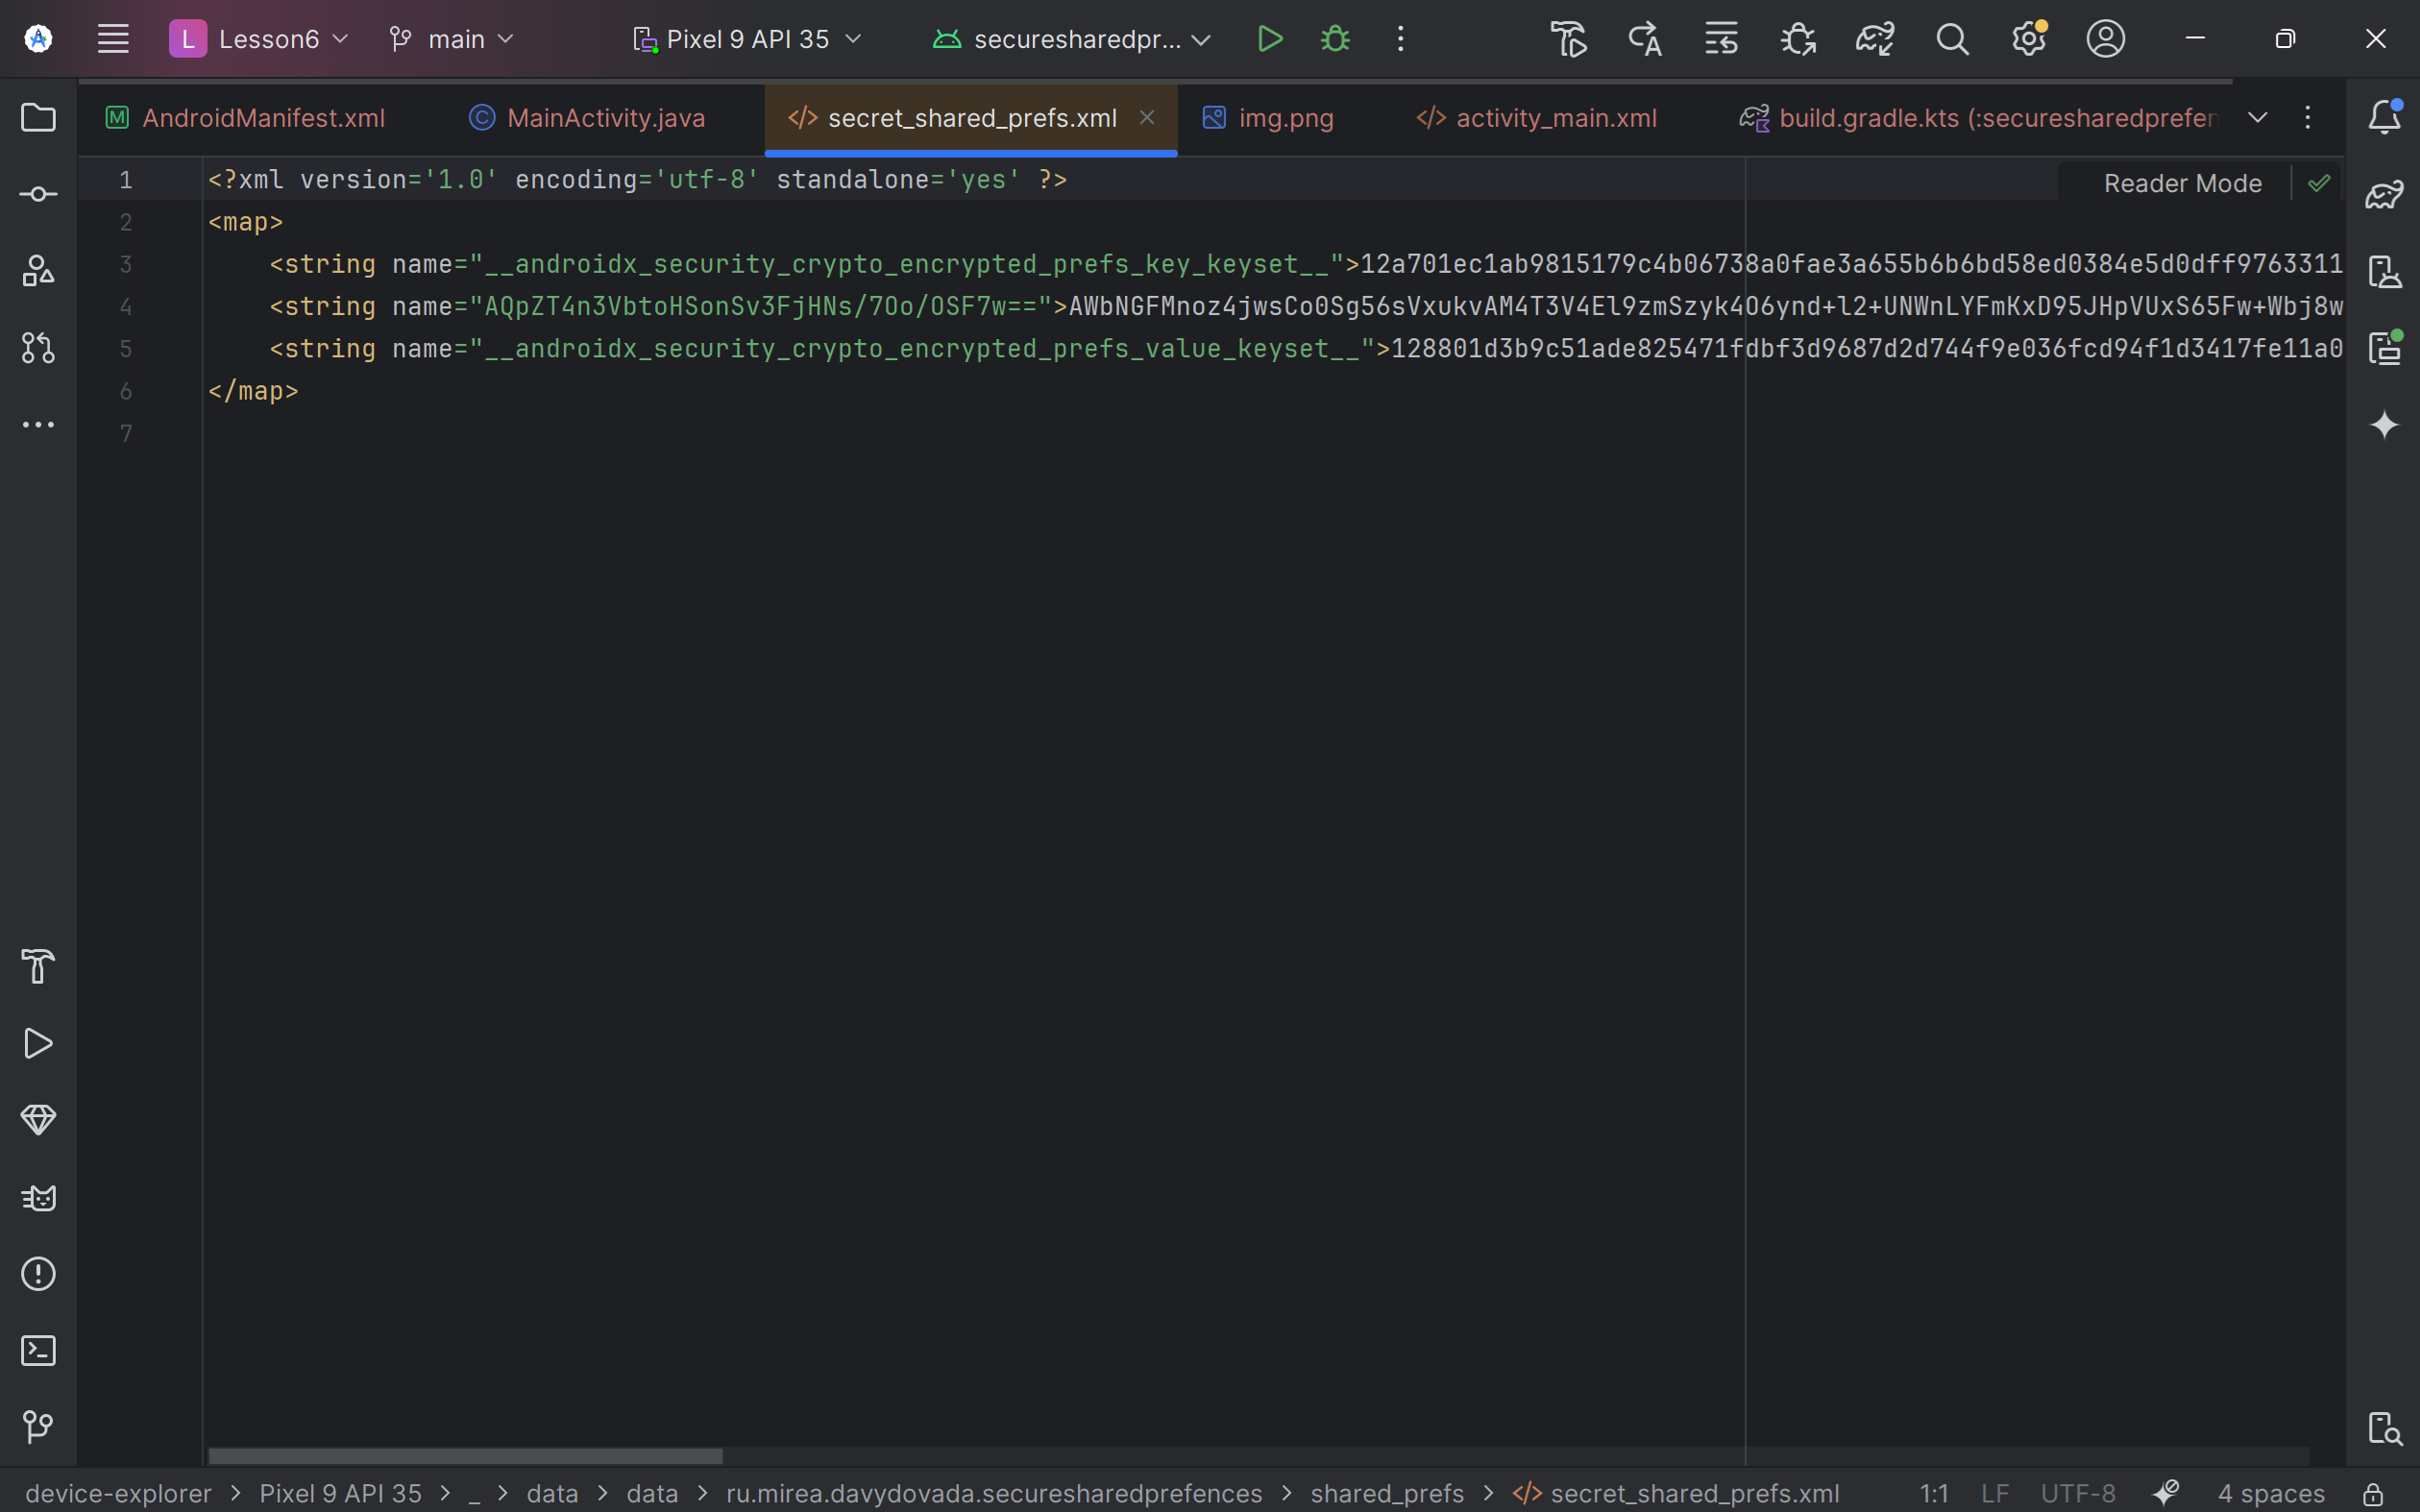 L Lesson6 main Pixel 9 API 35 securesharedpr...
AndroidManifest.xml MainActivity.java secret_shared_prefs.xml img.png activity_main.xml build.gradle.kts (:securesharedprefen
1 <?xml version='1.0' encoding='utf-8' standalone='yes' ?>
Reader Mode
2 <map>
3 <string name="__androidx_security_crypto_encrypted_prefs_key_keyset__">12a701ec1ab9815179c4b06738a0fae3a655b6b6bd58ed0384e5d0dff9763311
4 <string name="AQpZT4n3VbtoHSonSv3FjHNs/7Oo/OSF7w==">AWbNGFMnoz4jwsCo0Sg56sVxukvAM4T3V4El9zmSzyk4O6ynd+l2+UNWnLYFmKxD95JHpVUxS65Fw+Wbj8w
5 <string name="__androidx_security_crypto_encrypted_prefs_value_keyset__">128801d3b9c51ade825471fdbf3d9687d2d744f9e036fcd94f1d3417fe11a0
6 </map>
7
device-explorer > Pixel 9 API 35 > _ > data > data > ru.mirea.davydovada.securesharedprefences > shared_prefs > </> secret_shared_prefs.xml 1:1 LF UTF-8 4 spaces